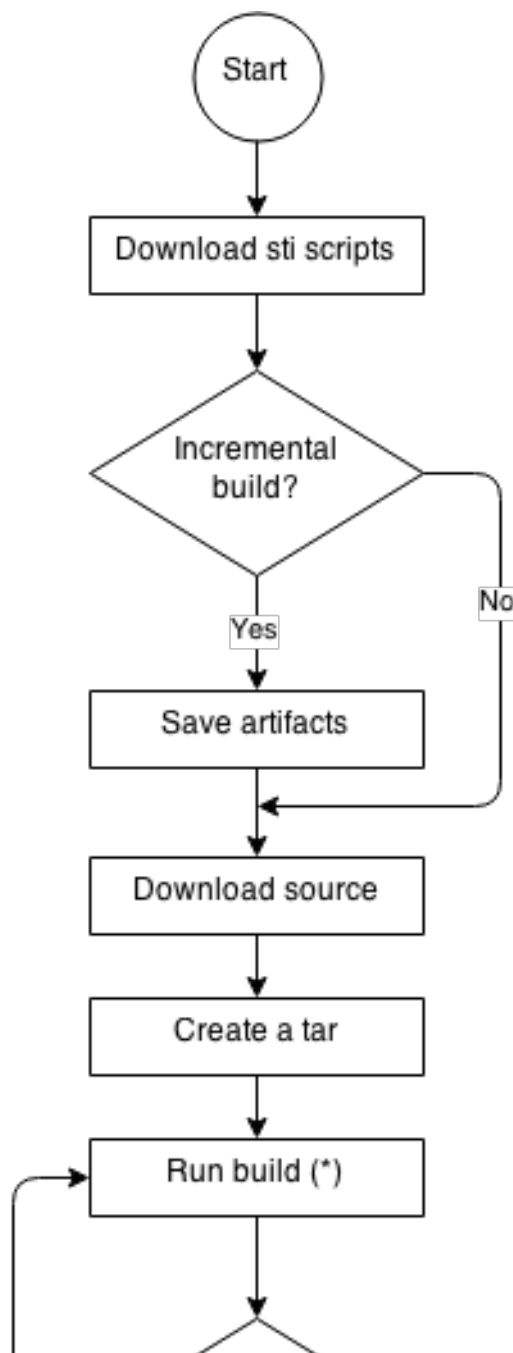 Start
Download sti scripts
Incremental
build?
No
Yes
Save artifacts
Download source
Create a tar
Run build (*)